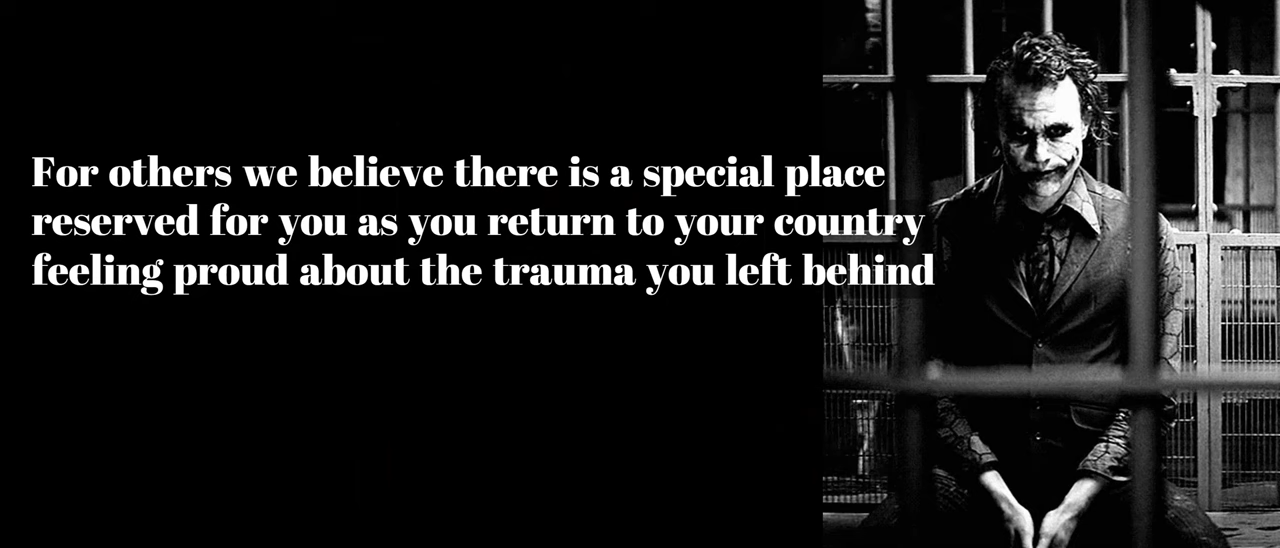 For others we believe there is a special place
reserved for you as you return to your country
feeling proud about the trauma you left behind